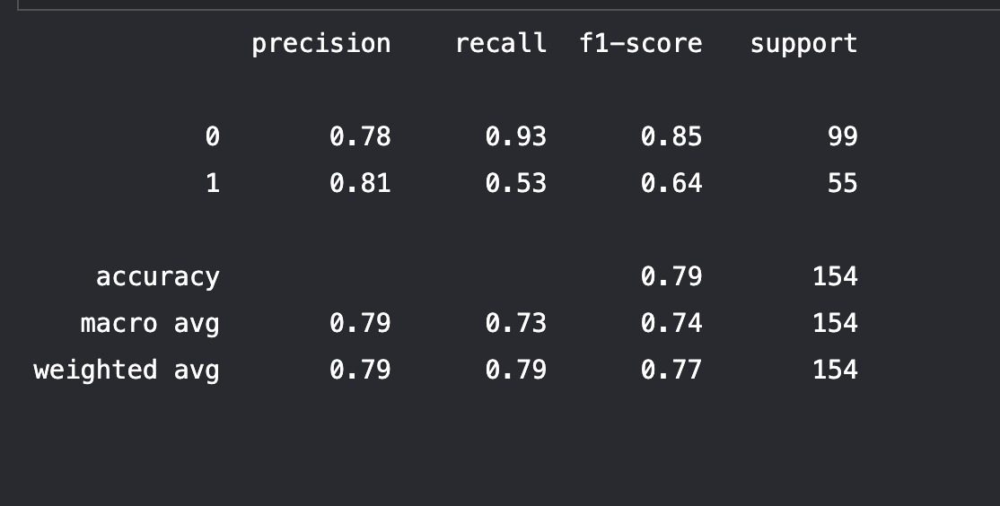 precision recall f1-score support
0 0.78 0.93 0.85 99
1 0.81 0.53 0.64 55
accuracy 0.79 154
macro avg 0.79 0.73 0.74 154
weighted avg 0.79 0.79 0.77 154